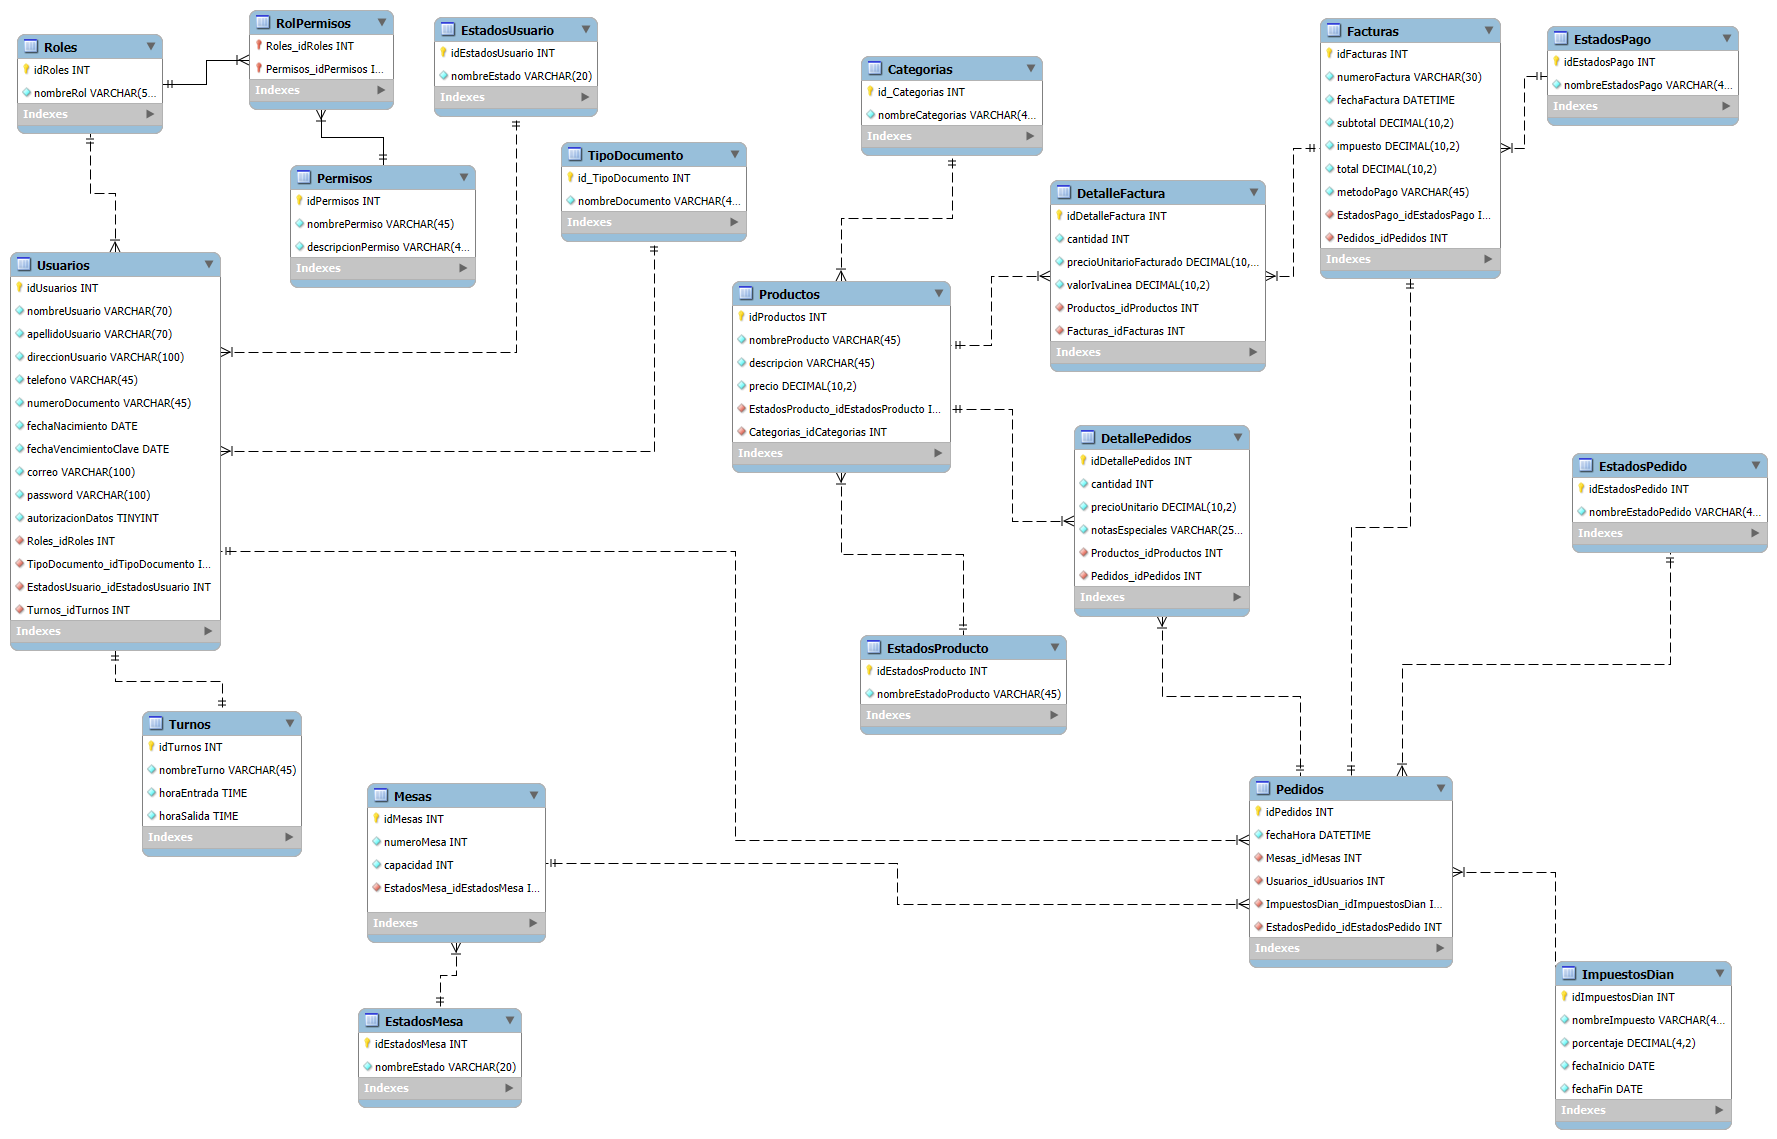 Roles
idRoles INT
nombreRol VARCHAR(5...
Indexes
RolPermisos
Roles_idRoles INT
Permisos_idPermisos I...
Indexes
EstadosUsuario
idEstadosUsuario INT
nombreEstado VARCHAR(20)
Indexes
Permisos
idPermisos INT
nombrePermiso VARCHAR(45)
descripcionPermiso VARCHAR(4...
Indexes
TipoDocumento
id_TipoDocumento INT
nombreDocumento VARCHAR(4...
Indexes
Categorias
id_Categorias INT
nombreCategorias VARCHAR(4...
Indexes
Facturas
idFacturas INT
numeroFactura VARCHAR(30)
fechaFactura DATETIME
subtotal DECIMAL(10,2)
impuesto DECIMAL(10,2)
total DECIMAL(10,2)
metodoPago VARCHAR(45)
EstadosPago_idEstadosPago I...
Pedidos_idPedidos INT
Indexes
EstadosPago
idEstadosPago INT
nombreEstadosPago VARCHAR(4...
Indexes
DetalleFactura
idDetalleFactura INT
cantidad INT
precioUnitarioFacturado DECIMAL(10,...
valorIvaLinea DECIMAL(10,2)
Productos_idProductos INT
Facturas_idFacturas INT
Indexes
Usuarios
idUsuarios INT
nombreUsuario VARCHAR(70)
apellidoUsuario VARCHAR(70)
direccionUsuario VARCHAR(100)
telefono VARCHAR(45)
numeroDocumento VARCHAR(45)
fechaNacimiento DATE
fechaVencimientoClave DATE
correo VARCHAR(100)
password VARCHAR(100)
autorizacionDatos TINYINT
Roles_idRoles INT
TipoDocumento_idTipoDocumento I...
EstadosUsuario_idEstadosUsuario INT
Turnos_idTurnos INT
Indexes
Productos
idProductos INT
nombreProducto VARCHAR(45)
descripcion VARCHAR(45)
precio DECIMAL(10,2)
EstadosProducto_idEstadosProducto I...
Categorias_idCategorias INT
Indexes
DetallePedidos
idDetallePedidos INT
cantidad INT
precioUnitario DECIMAL(10,2)
notasEspeciales VARCHAR(25...
Productos_idProductos INT
Pedidos_idPedidos INT
Indexes
EstadosPedido
idEstadosPedido INT
nombreEstadoPedido VARCHAR(4...
Indexes
EstadosProducto
idEstadosProducto INT
nombreEstadoProducto VARCHAR(45)
Indexes
Turnos
idTurnos INT
nombreTurno VARCHAR(45)
horaEntrada TIME
horaSalida TIME
Indexes
Mesas
idMesas INT
numeroMesa INT
capacidad INT
EstadosMesa_idEstadosMesa I...
Indexes
Pedidos
idPedidos INT
fechaHora DATETIME
Mesas_idMesas INT
Usuarios_idUsuarios INT
ImpuestosDian_idImpuestosDian I...
EstadosPedido_idEstadosPedido INT
Indexes
EstadosMesa
idEstadosMesa INT
nombreEstado VARCHAR(20)
Indexes
ImpuestosDian
idImpuestosDian INT
nombreImpuesto VARCHAR(4...
porcentaje DECIMAL(4,2)
fechaInicio DATE
fechaFin DATE
Indexes